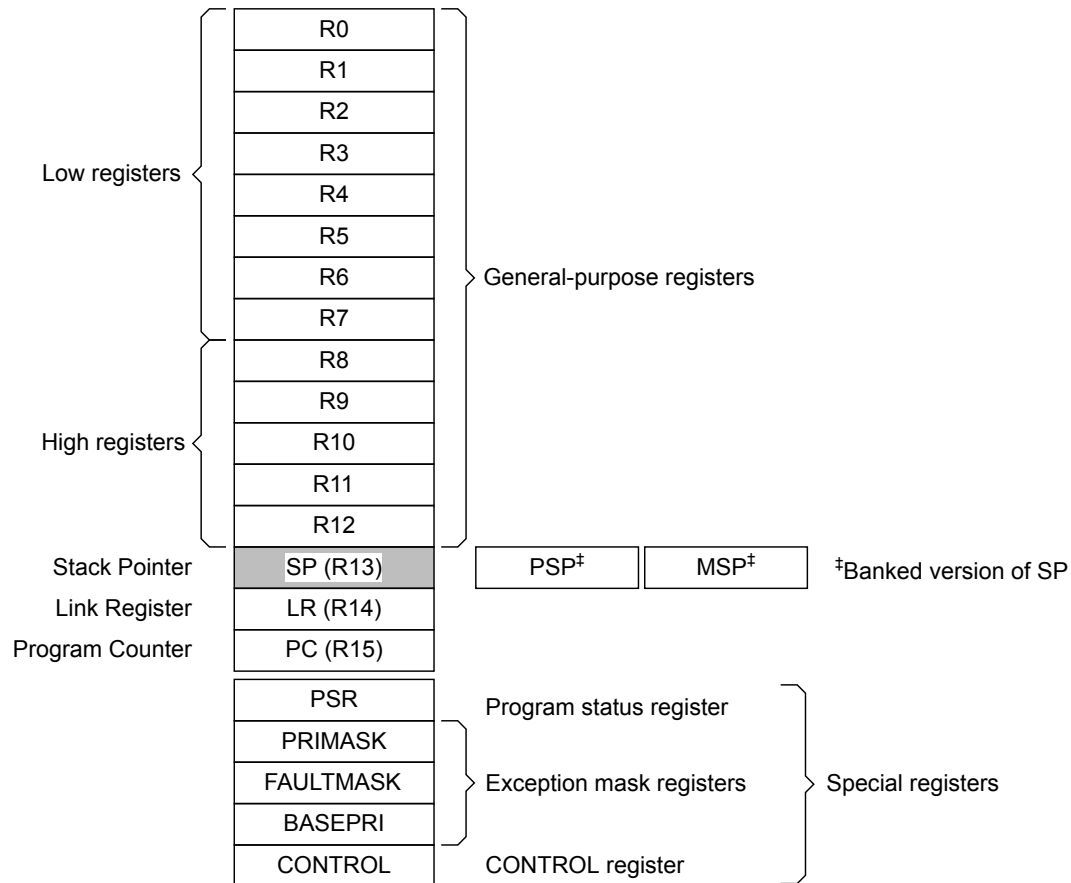 R0
R1
R2
R3
Low registers
R4
R5
R6
General-purpose registers
R7
R8
R9
High registers
R10
R11
R12
Stack Pointer
SP (R13)
PSP‡
MSP‡
‡Banked version of SP
Link Register
LR (R14)
Program Counter
PC (R15)
PSR
Program status register
PRIMASK
FAULTMASK
Exception mask registers
Special registers
BASEPRI
CONTROL
CONTROL register